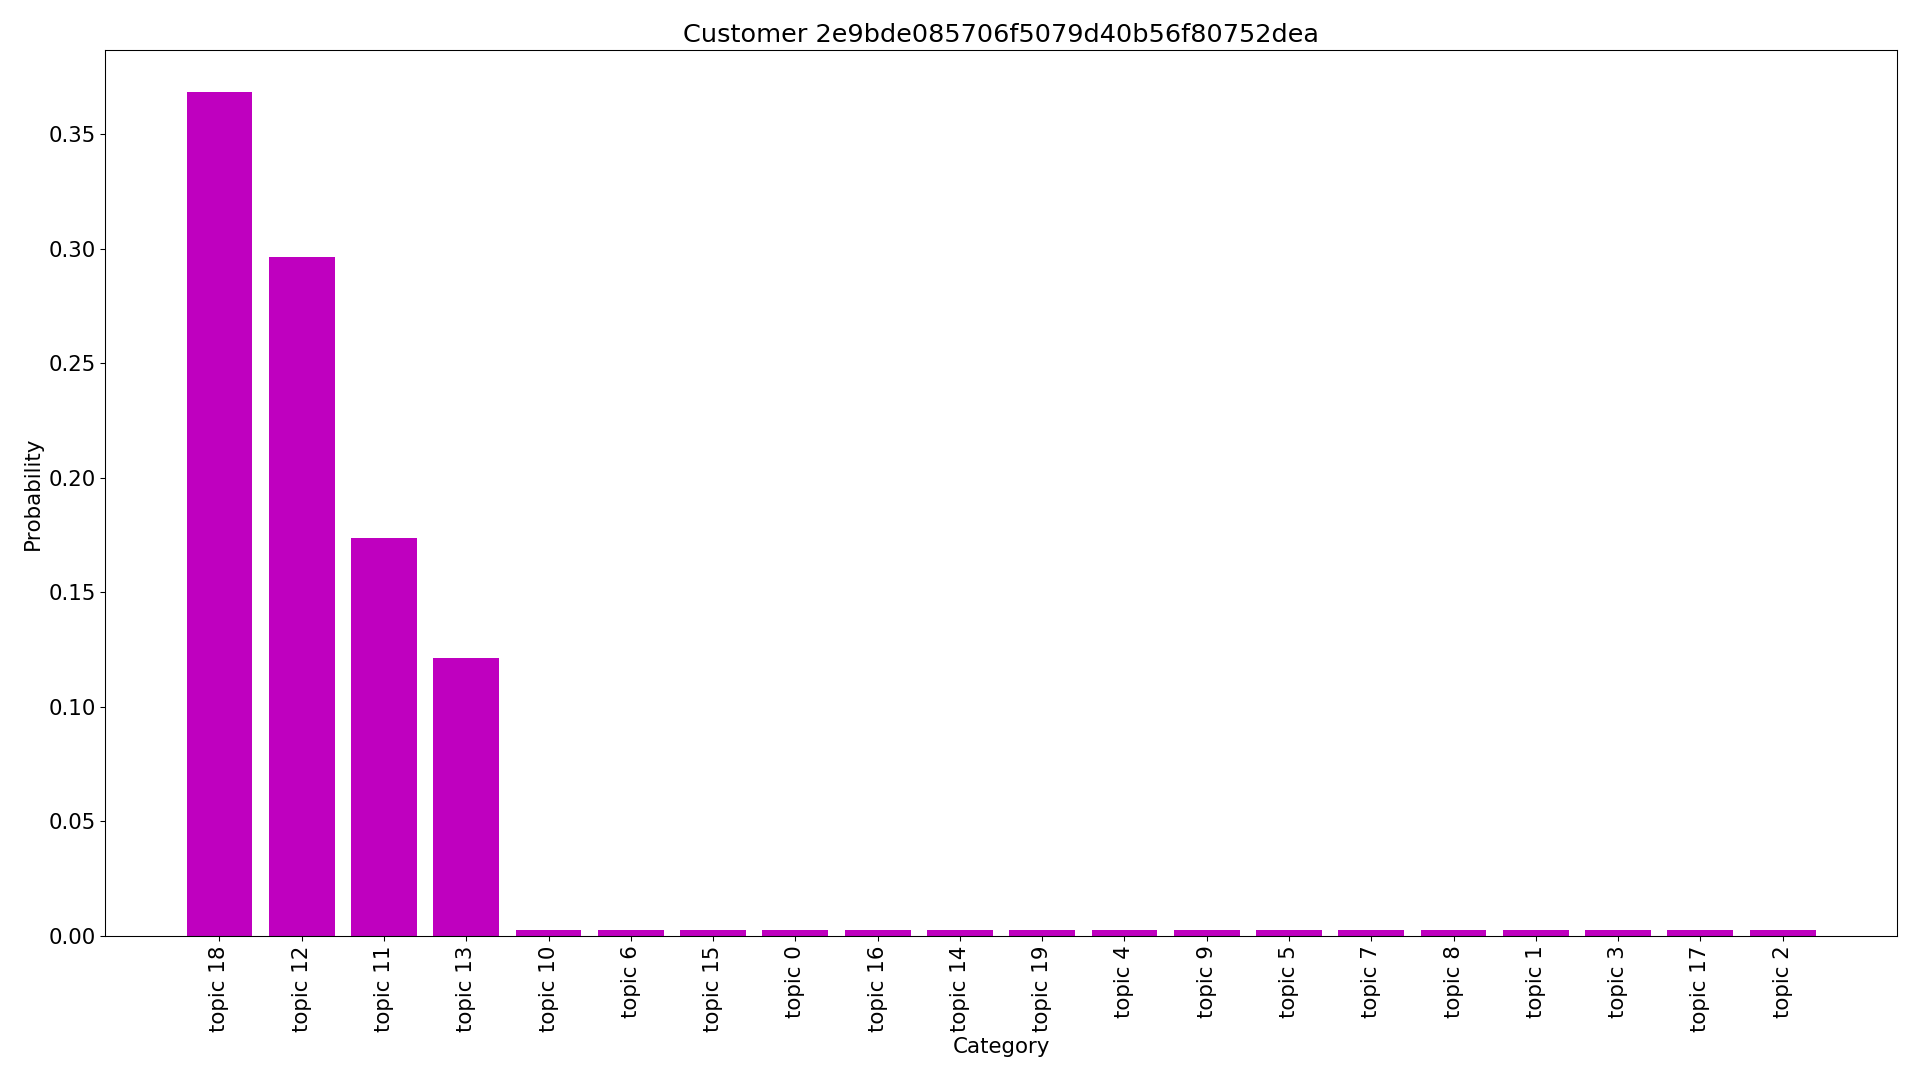 Customer 2e9bde085706f5079d40b56f80752dea
Probability
0.35
0.30
0.25
0.20
0.15
0.10
0.05
0.00
topic 18
topic 12
topic 11
topic 13
topic 10
topic 6
topic 15
topic 0
topic 16
topic 14
topic 19
topic 4
topic 9
topic 5
topic 7
topic 8
topic 1
topic 3
topic 17
topic 2
Category